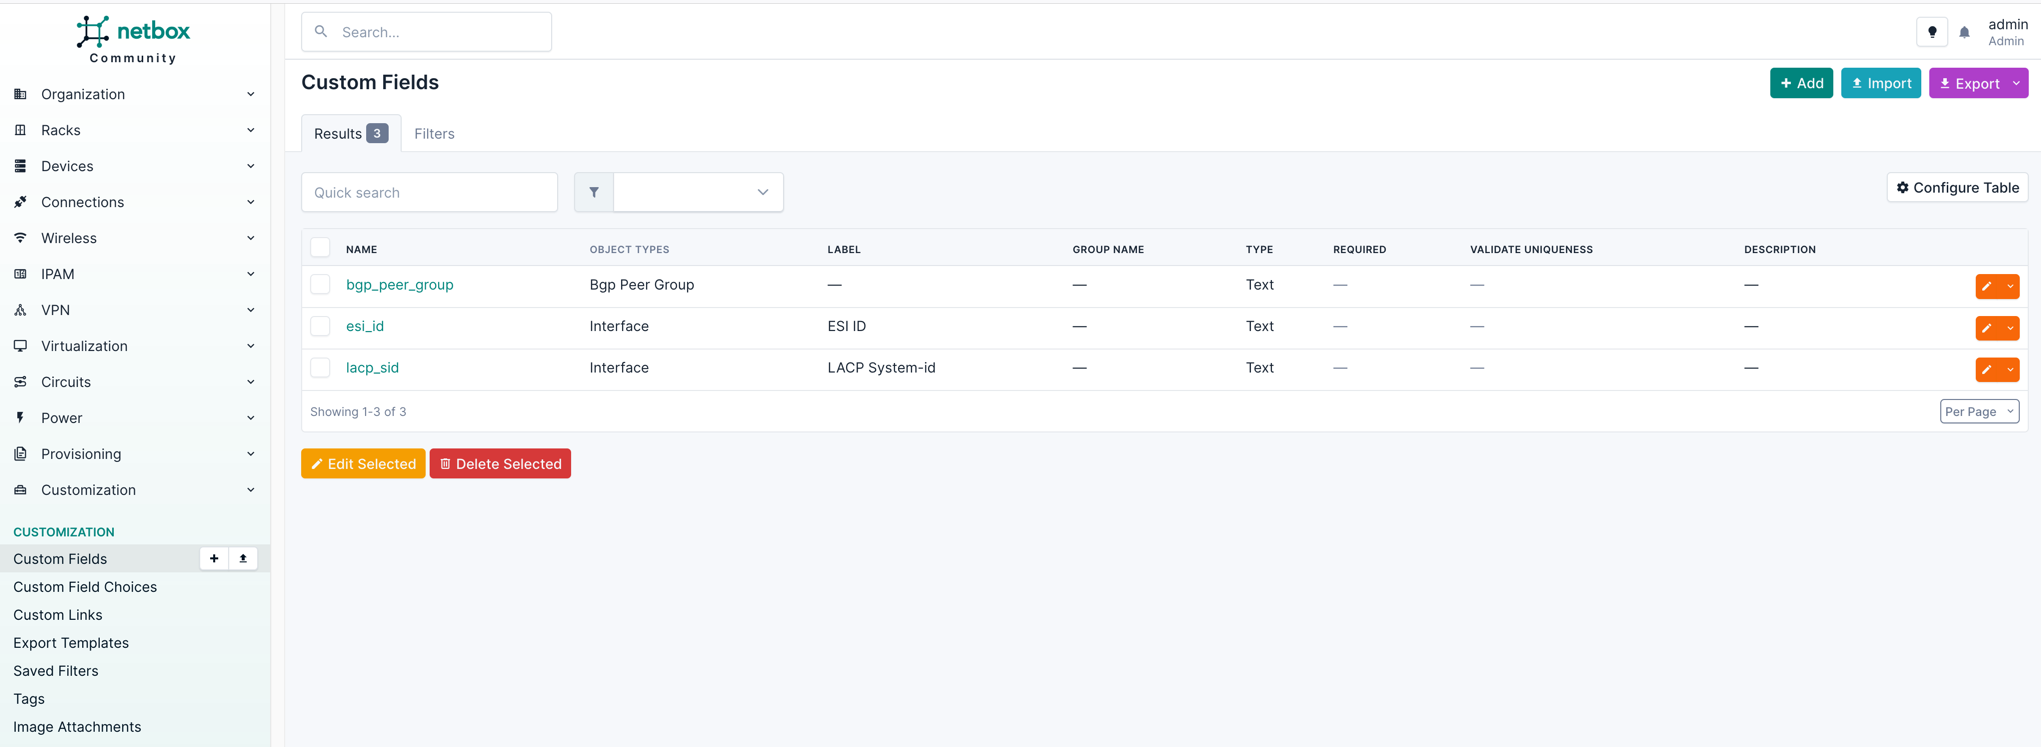 netbox
Community
Search...
admin
Admin
Organization
Racks
Devices
Connections
Wireless
IPAM
VPN
Virtualization
Circuits
Power
Provisioning
Customization
CUSTOMIZATION
Custom Fields
Custom Field Choices
Custom Links
Export Templates
Saved Filters
Tags
Image Attachments
Custom Fields
+ Add Import Export
Results 3 Filters
Quick search
Configure Table
NAME OBJECT TYPES LABEL GROUP NAME TYPE REQUIRED VALIDATE UNIQUENESS DESCRIPTION
bgp_peer_group Bgp Peer Group — — Text — — —
esi_id Interface ESI ID — Text — — —
lacp_sid Interface LACP System-id — Text — — —
Showing 1-3 of 3
Per Page
Edit Selected Delete Selected